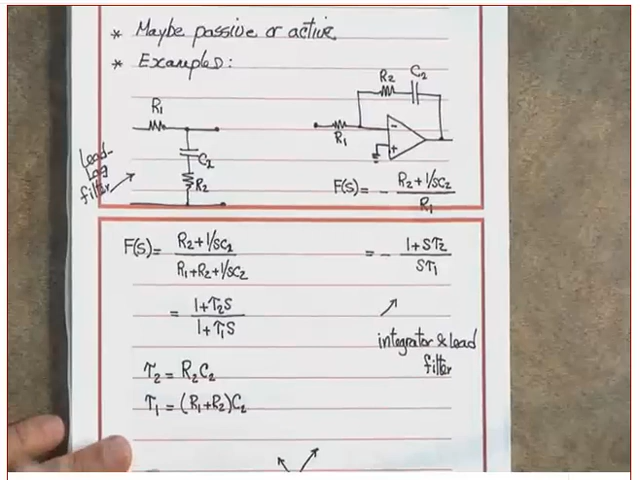 * Maybe passive or active
* Examples:
R1
C2
R2
Lead-
Lag
filter
R2 C2
R1
-
+
F(S)= - R2+1/SC2 / R1
F(S)= R2+1/SC2 / R1+R2+1/SC2
= 1+τ2S / 1+τ1S
τ2 = R2C2
τ1 = (R1+R2)C2
= - 1+Sτ2 / Sτ1
integrator & Lead
filter